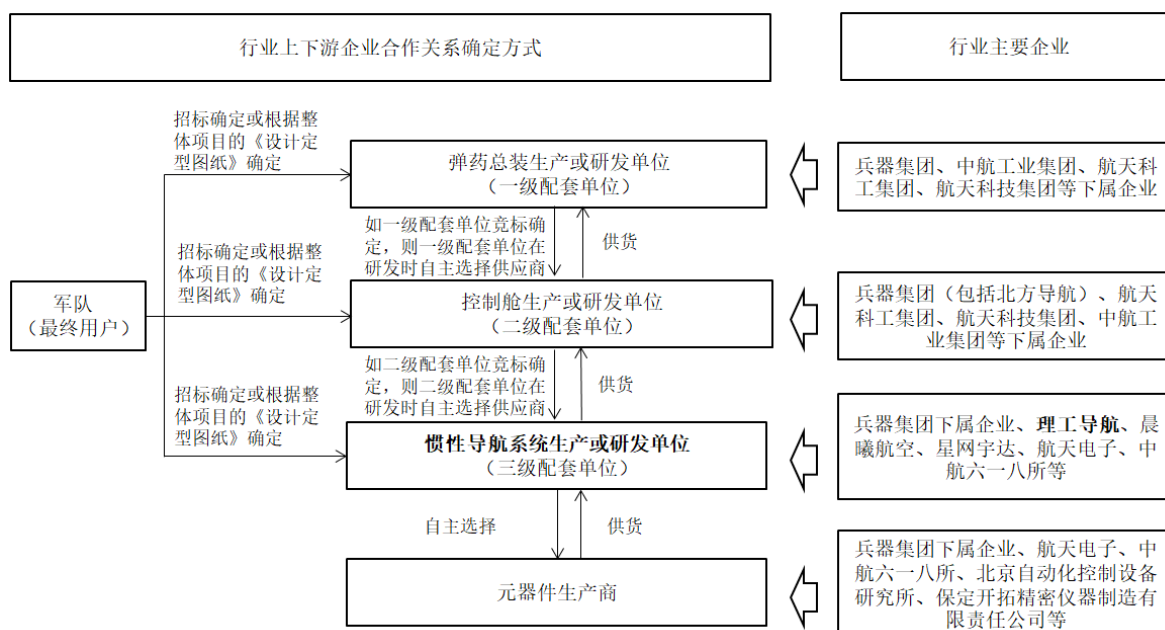 行业上下游企业合作关系确定方式
行业主要企业
招标确定或根据整
体项目的《设计定
型图纸》确定
弹药总装生产或研发单位
（一级配套单位）
兵器集团、中航工业集团、航天科
工集团、航天科技集团等下属企业
如一级配套单位竞标确
定，则一级配套单位在
研发时自主选择供应商
供货
招标确定或根据整
体项目的《设计定
型图纸》确定
军队
（最终用户）
控制舱生产或研发单位
（二级配套单位）
兵器集团（包括北方导航）、航天
科工集团、航天科技集团、中航工
业集团等下属企业
如二级配套单位竞标确
定，则二级配套单位在
研发时自主选择供应商
供货
招标确定或根据整
体项目的《设计定
型图纸》确定
惯性导航系统生产或研发单位
（三级配套单位）
兵器集团下属企业、理工导航、晨
曦航空、星网宇达、航天电子、中
航六一八所等
自主选择
供货
元器件生产商
兵器集团下属企业、航天电子、中
航六一八所、北京自动化控制设备
研究所、保定开拓精密仪器制造有
限责任公司等